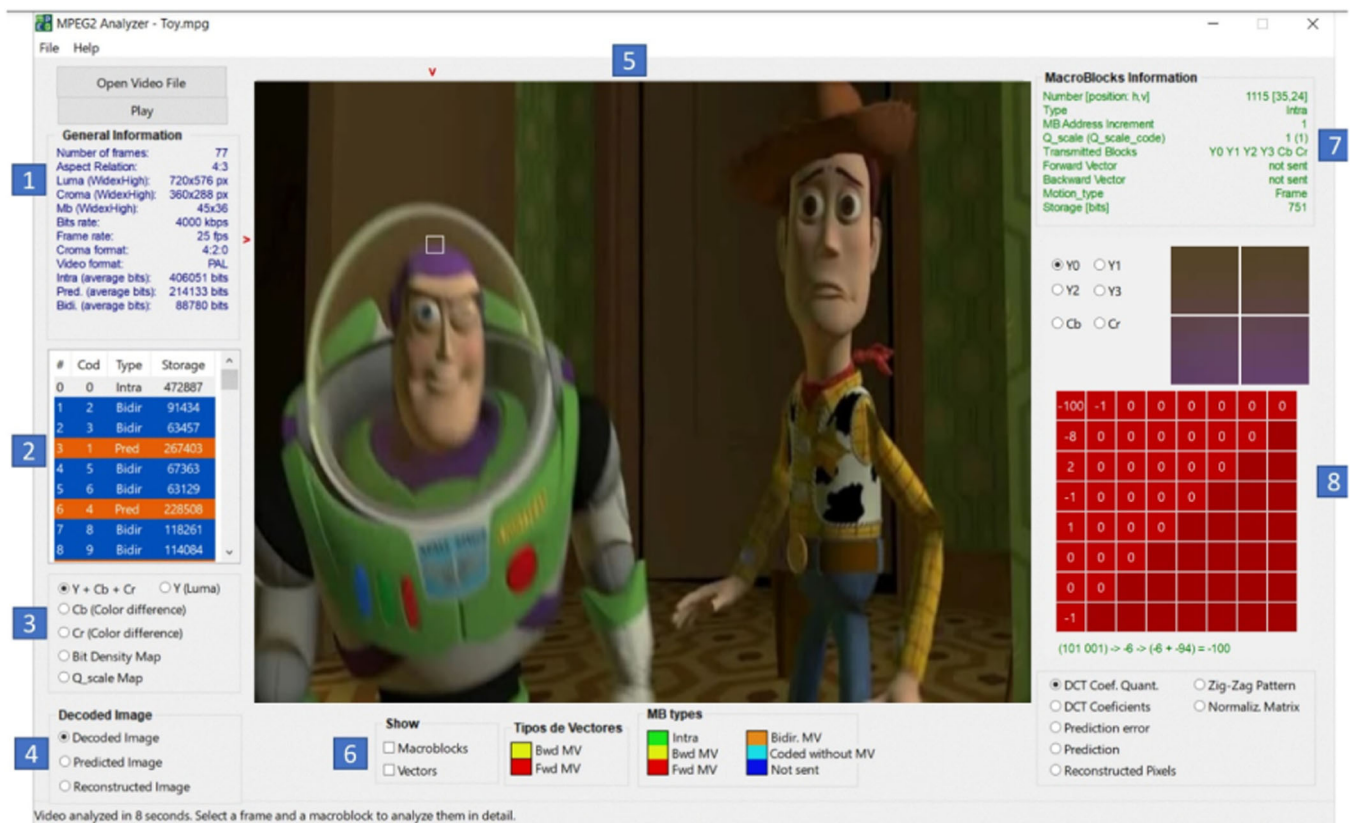 MPEG2 Analyzer - Toy.mpg
File Help
5
v
Open Video File
Play
General Information
Number of frames: 77
Aspect Relation: 4:3
Luma (WidexHigh): 720x576 px
Croma (WidexHigh): 360x288 px
Mb (WidexHigh): 45x36
Bits rate: 4000 kbps
Frame rate: 25 fps
Croma format: 4:2:0
Video format: PAL
Intra (average bits): 406051 bits
Pred. (average bits): 214133 bits
Bidi. (average bits): 88780 bits
1
>
# Cod Type Storage
0 0 Intra 472887
1 2 Bidir 91434
2 3 Bidir 63457
3 1 Pred 267403
4 5 Bidir 67363
5 6 Bidir 63129
6 4 Pred 228508
7 8 Bidir 118261
8 9 Bidir 114084
2
Y + Cb + Cr Y (Luma)
Cb (Color difference)
Cr (Color difference)
Bit Density Map
Q_scale Map
3
Decoded Image
Decoded Image
Predicted Image
Reconstructed Image
4
6
Show
Macroblocks
Vectors
Tipos de Vectores
Bwd MV
Fwd MV
MB types
Intra Bidir. MV
Bwd MV Coded without MV
Fwd MV Not sent
MacroBlocks Information
Number [position: h,v] 1115 [35,24]
Type Intra
MB Address Increment 1
Q_scale (Q_scale_code) 1 (1)
Transmitted Blocks Y0 Y1 Y2 Y3 Cb Cr
Forward Vector not sent
Backward Vector not sent
Motion_type Frame
Storage [bits] 751
7
Y0 Y1
Y2 Y3
Cb Cr
-100 -1 0 0 0 0 0 0
-8 0 0 0 0 0 0
2 0 0 0 0 0
-1 0 0 0 0
1 0 0 0
0 0 0
0 0
-1
8
(101 001) -> -6 -> (-6 + -94) = -100
DCT Coef. Quant. Zig-Zag Pattern
DCT Coeficients Normaliz. Matrix
Prediction error
Prediction
Reconstructed Pixels
Video analyzed in 8 seconds. Select a frame and a macroblock to analyze them in detail.